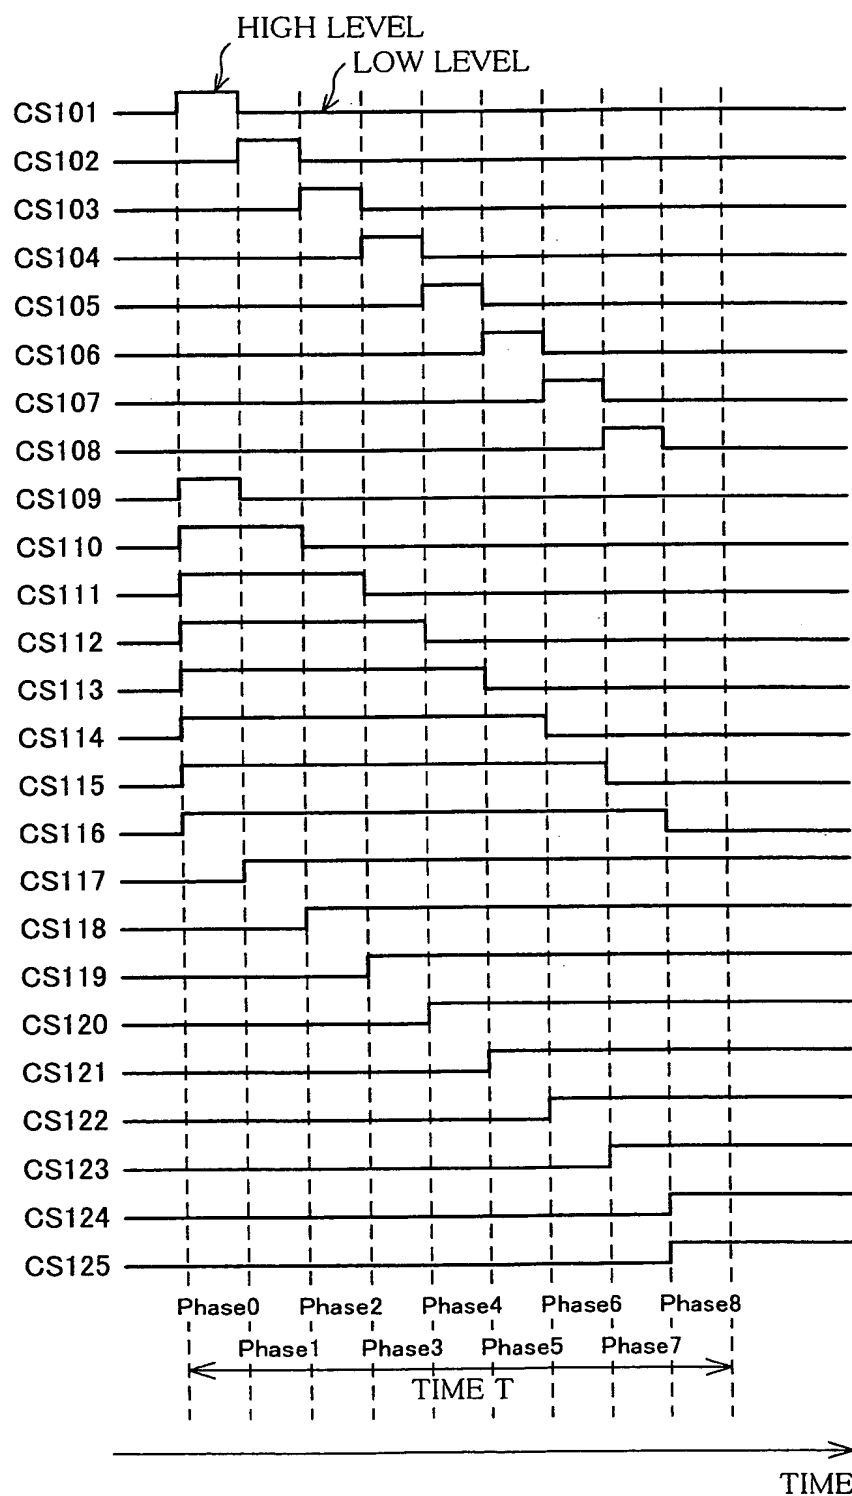 HIGH LEVEL
LOW LEVEL
CS101
CS102
CS103
CS104
CS105
CS106
CS107
CS108
CS109
CS110
CS111
CS112
CS113
CS114
CS115
CS116
CS117
CS118
CS119
CS120
CS121
CS122
CS123
CS124
CS125
Phase0 Phase2 Phase4 Phase6 Phase8
Phase1 Phase3 Phase5 Phase7
TIME T
TIME